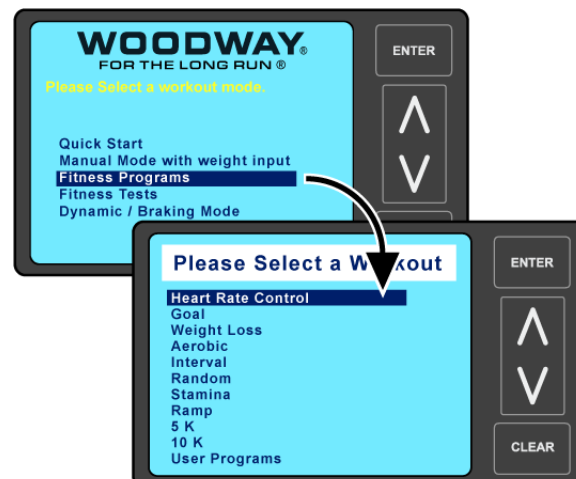 WOODWAY®
FOR THE LONG RUN ®
Please Select a workout mode.
Quick Start
Manual Mode with weight input
Fitness Programs
Fitness Tests
Dynamic / Braking Mode
ENTER
Please Select a Workout
Heart Rate Control
Goal
Weight Loss
Aerobic
Interval
Random
Stamina
Ramp
5 K
10 K
User Programs
ENTER
CLEAR